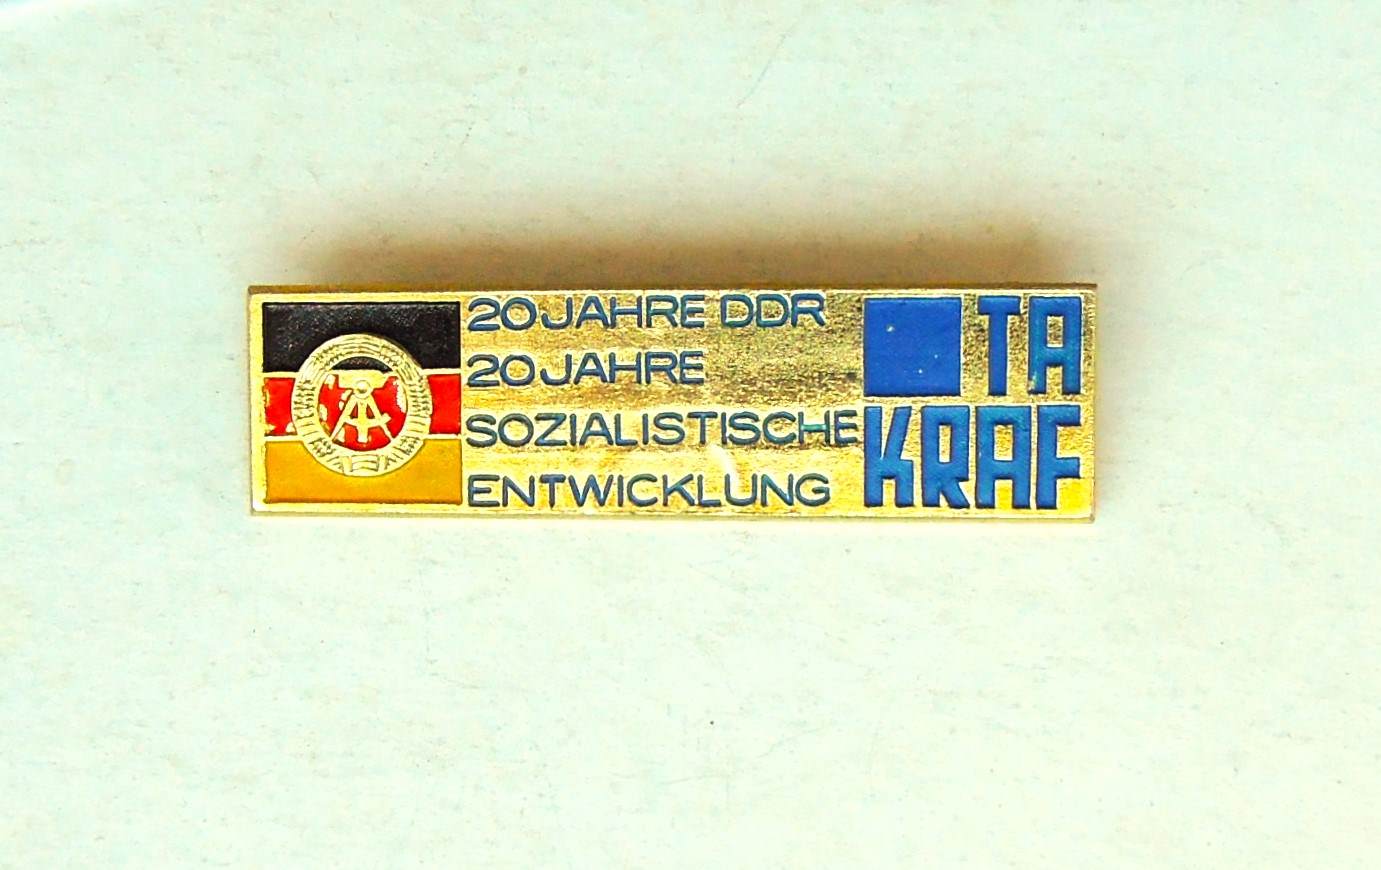 20 JAHRE DDR
20 JAHRE
SOZIALISTISCHE
ENTWICKLUNG
TA
KRAF